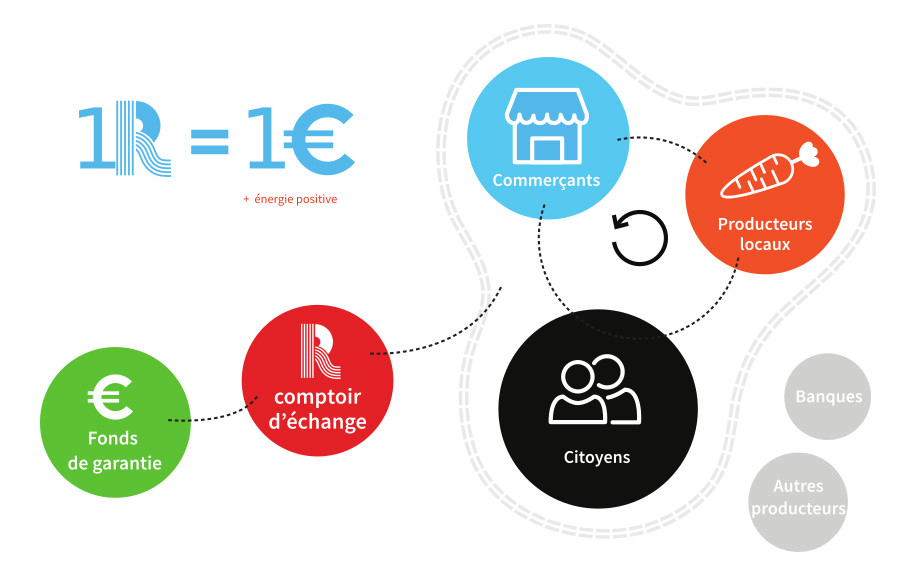 1R = 1€
+ énergie positive
Commerçants
Producteurs
locaux
R
comptoir
d'échange
€
Fonds
de garantie
Citoyens
Banques
Autres
producteurs